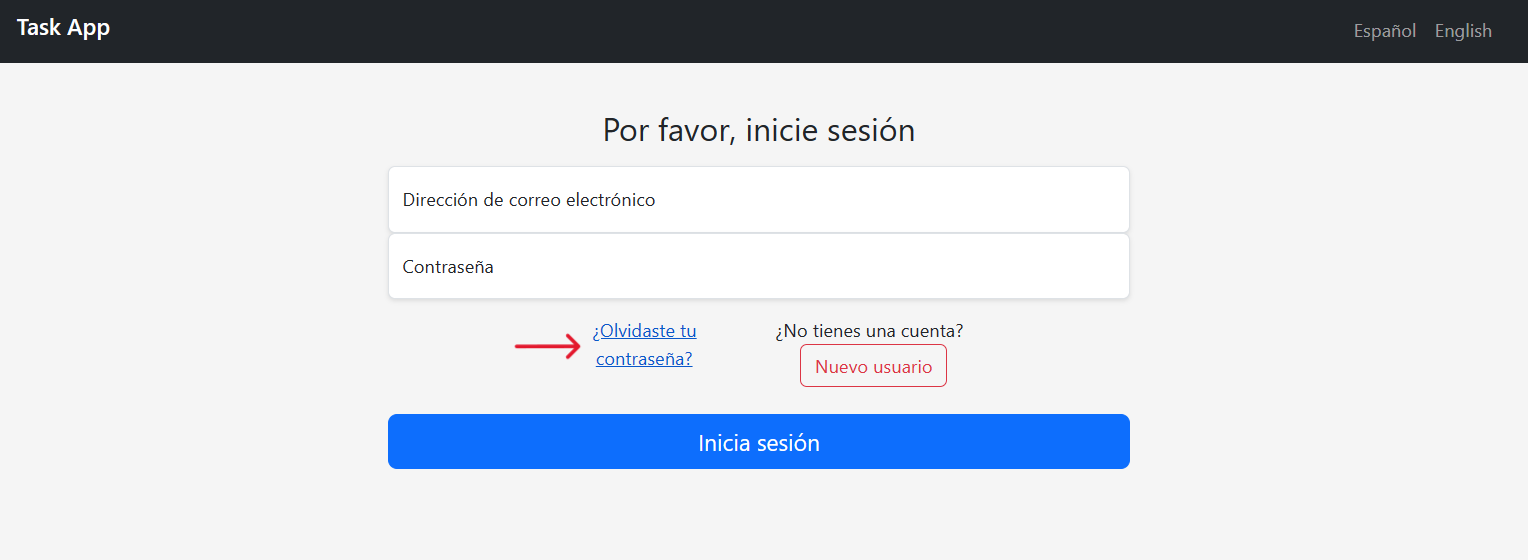 Task App
Español English
Por favor, inicie sesión
Dirección de correo electrónico
Contraseña
¿Olvidaste tu
contraseña?
¿No tienes una cuenta?
Nuevo usuario
Inicia sesión